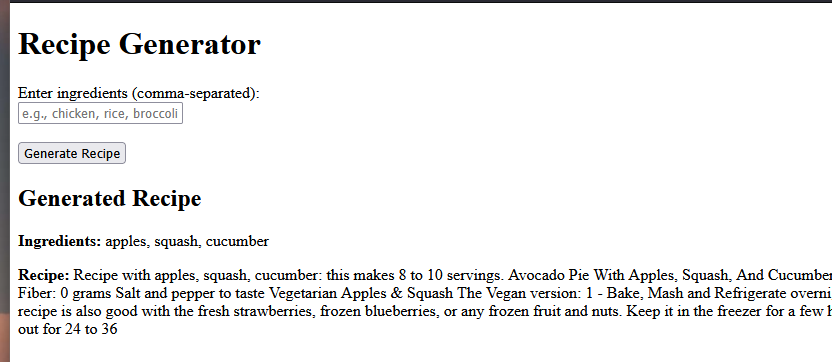 Recipe Generator
Enter ingredients (comma-separated):
e.g., chicken, rice, broccoli
Generate Recipe
Generated Recipe
Ingredients: apples, squash, cucumber
Recipe: Recipe with apples, squash, cucumber: this makes 8 to 10 servings. Avocado Pie With Apples, Squash, And Cucumber
Fiber: 0 grams Salt and pepper to taste Vegetarian Apples & Squash The Vegan version: 1 - Bake, Mash and Refrigerate
recipe is also good with the fresh strawberries, frozen blueberries, or any frozen fruit and nuts. Keep it in the freezer for a few
out for 24 to 36